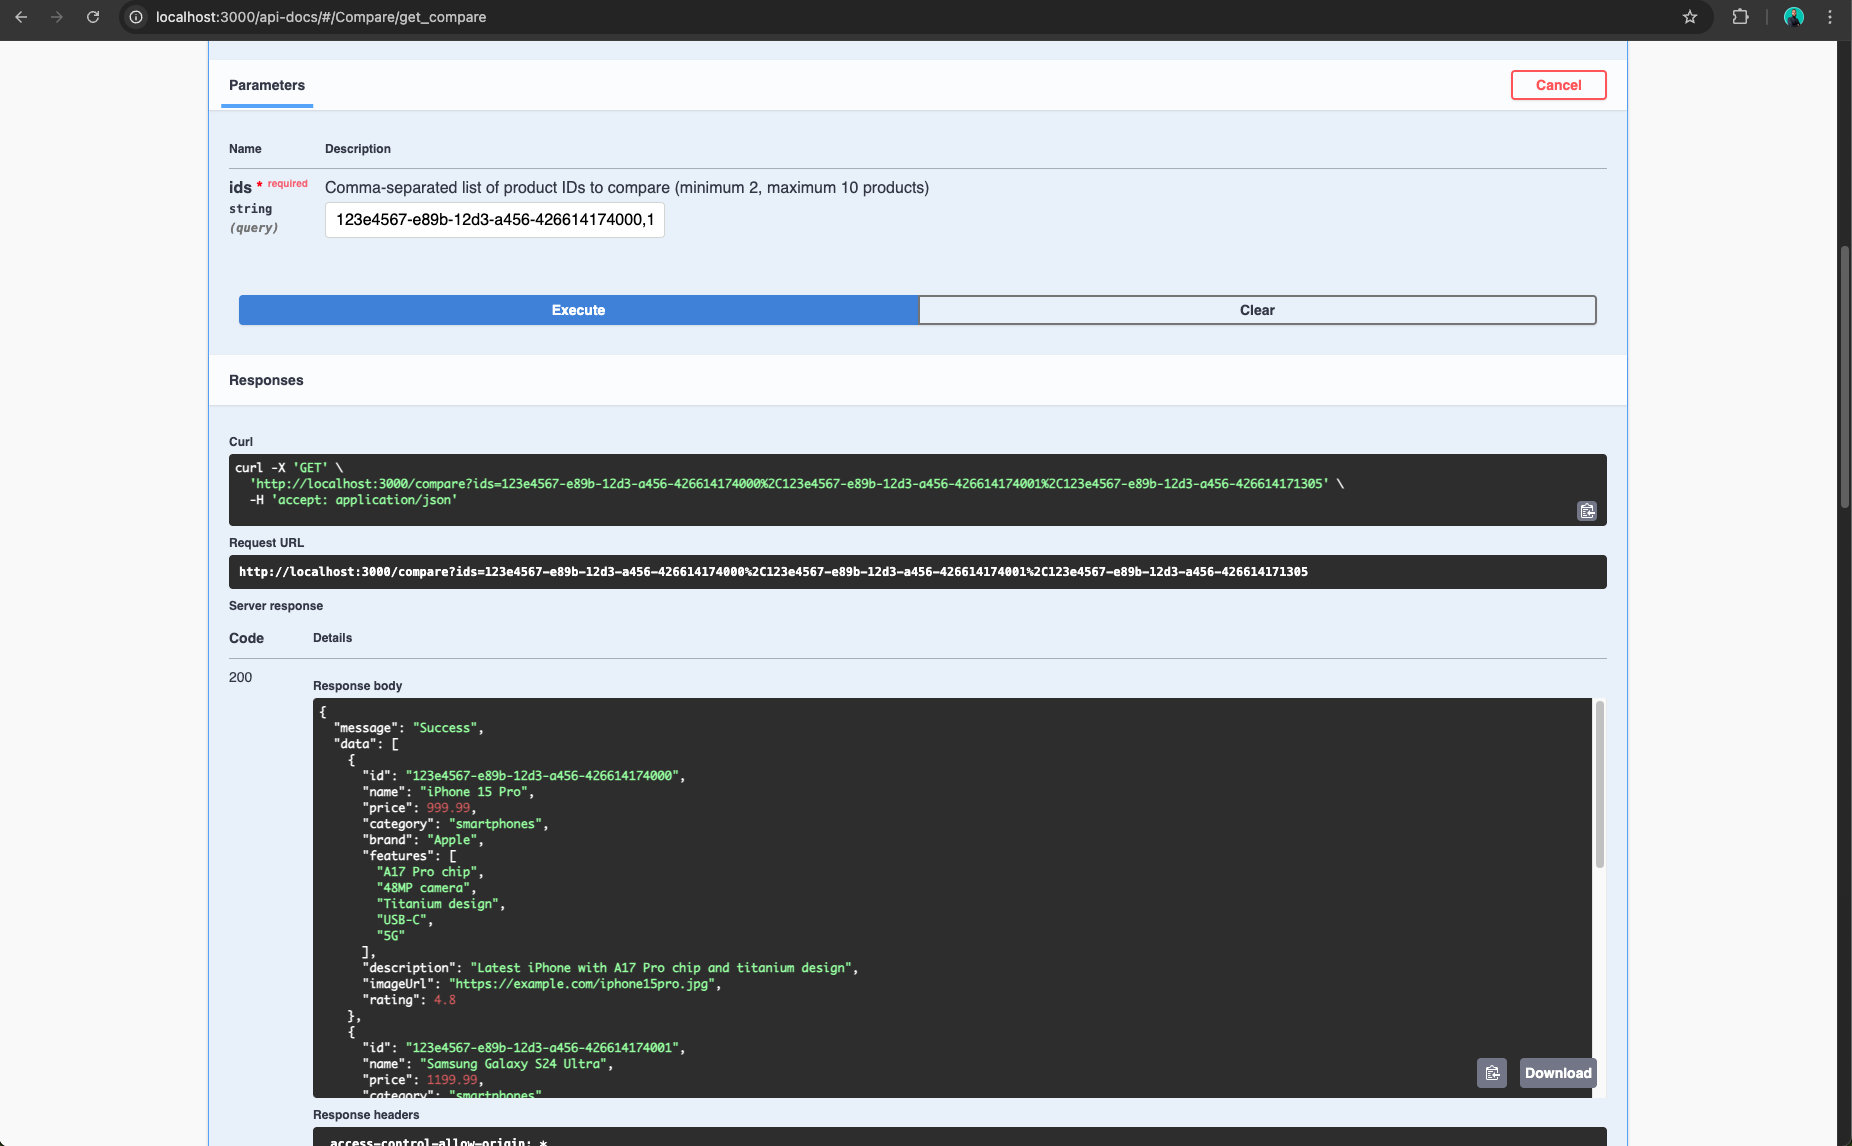 localhost:3000/api-docs/#/Compare/get_compare
Parameters
Cancel
Name Description
ids * required Comma-separated list of product IDs to compare (minimum 2, maximum 10 products)
string
(query)
123e4567-e89b-12d3-a456-426614174000,1
Execute Clear
Responses
Curl
curl -X 'GET' \
'http://localhost:3000/compare?ids=123e4567-e89b-12d3-a456-426614174000%2C123e4567-e89b-12d3-a456-426614174001%2C123e4567-e89b-12d3-a456-426614171305' \
-H 'accept: application/json'
Request URL
http://localhost:3000/compare?ids=123e4567-e89b-12d3-a456-426614174000%2C123e4567-e89b-12d3-a456-426614174001%2C123e4567-e89b-12d3-a456-426614171305
Server response
Code Details
200
Response body
{
"message": "Success",
"data": [
{
"id": "123e4567-e89b-12d3-a456-426614174000",
"name": "iPhone 15 Pro",
"price": 999.99,
"category": "smartphones",
"brand": "Apple",
"features": [
"A17 Pro chip",
"48MP camera",
"Titanium design",
"USB-C",
"5G"
],
"description": "Latest iPhone with A17 Pro chip and titanium design",
"imageUrl": "https://example.com/iphone15pro.jpg",
"rating": 4.8
},
{
"id": "123e4567-e89b-12d3-a456-426614174001",
"name": "Samsung Galaxy S24 Ultra",
"price": 1199.99,
"category": "smartphones"
Download
Response headers
access-control-allow-origin: *